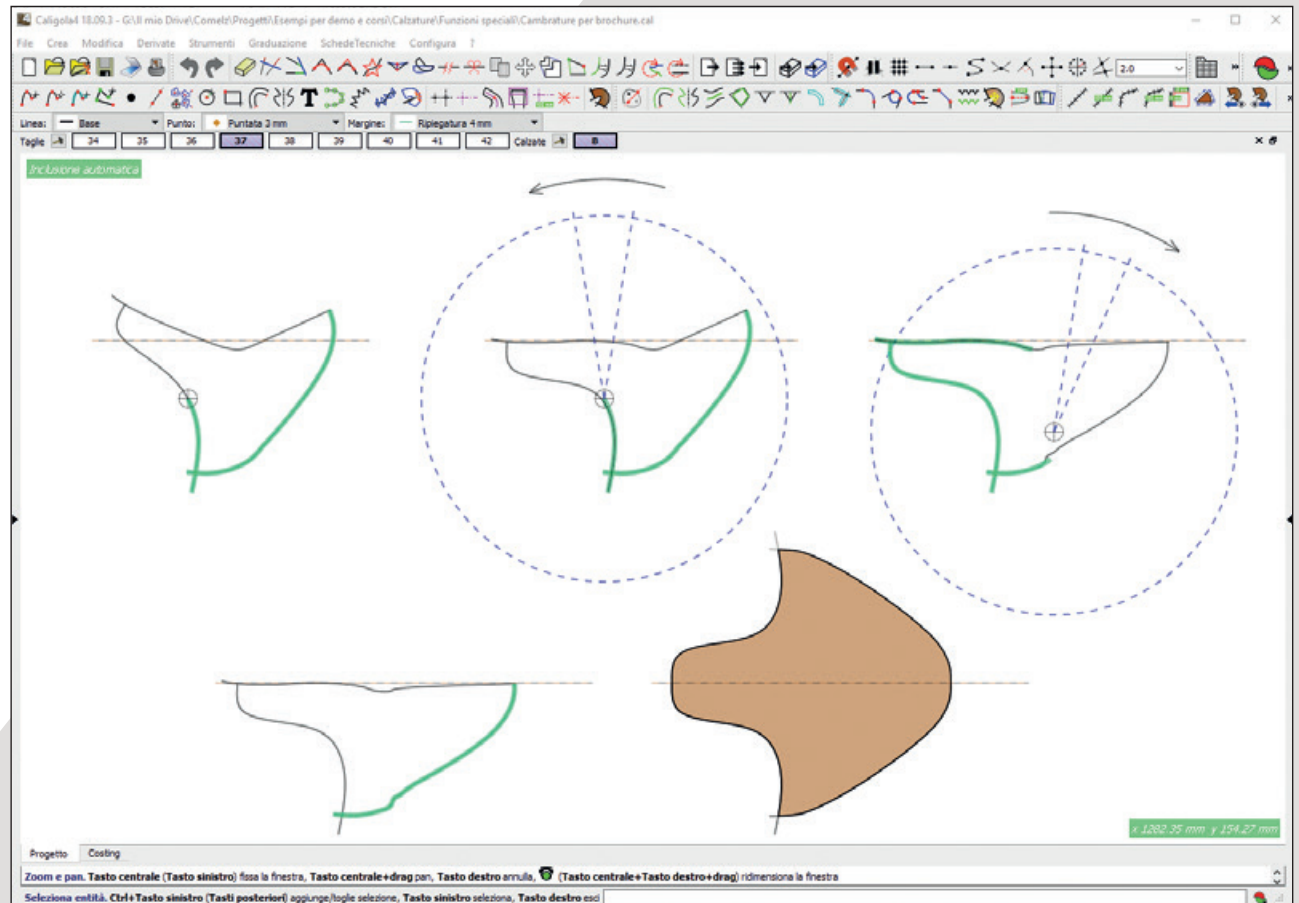 Caligola4 18.09.3 - G:\Il mio Drive\Comelz\Progetti\Esempi per demo e corsi\Calzature\Funzioni speciali\Cambrature per brochure.cal
File Crea Modifica Derivate Strumenti Graduazione SchedeTecniche Configura ?
2.0
T
Linea: Base Punto: Puntata 3 mm Margine: Ripiegatura 4 mm
Taglie 34 35 36 37 38 39 40 41 42 Calzate B
Inclusione automatica
x 1282.35 mm y 154.27 mm
Progetto Costing
Zoom e pan. Tasto centrale (Tasto sinistro) fissa la finestra, Tasto centrale+drag pan, Tasto destro annulla, (Tasto centrale+Tasto destro+drag) ridimensiona la finestra
Seleziona entità. Ctrl+Tasto sinistro (Tasti posteriori) aggiunge/toglie selezione, Tasto sinistro seleziona, Tasto destro esci